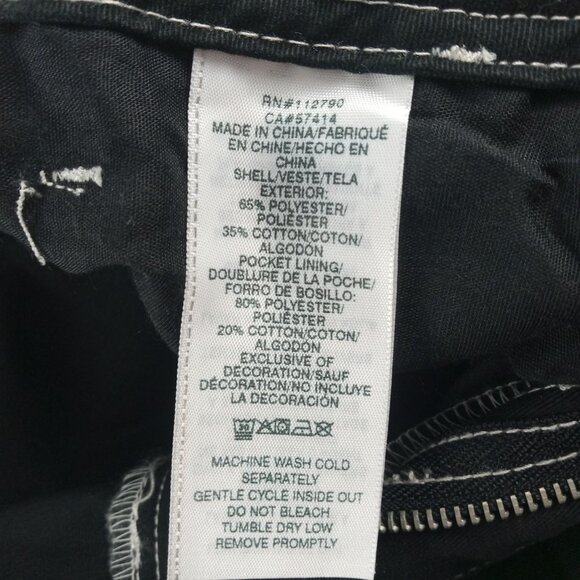 RN#112790
CA#57414
MADE IN CHINA/FABRIQUÉ
EN CHINE/HECHO EN
CHINA
SHELL/VESTE/TELA
EXTERIOR:
65% POLYESTER/
POLIÉSTER
35% COTTON/COTON/
ALGODÓN
POCKET LINING/
DOUBLURE DE LA POCHE/
FORRO DE BOSILLO:
80% POLYESTER/
POLIÉSTER
20% COTTON/COTON/
ALGODÓN
EXCLUSIVE OF
DECORATION/SAUF
DÉCORATION/NO INCLUYE
LA DECORACIÓN
30
MACHINE WASH COLD
SEPARATELY
GENTLE CYCLE INSIDE OUT
DO NOT BLEACH
TUMBLE DRY LOW
REMOVE PROMPTLY